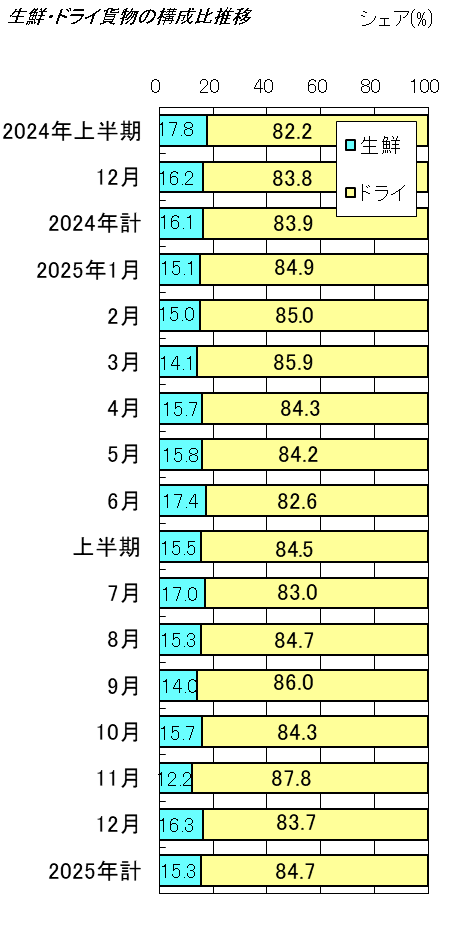 生鮮・ドライ貨物の構成比推移 シェア(%)
0 20 40 60 80 100
2024年上半期 17.8 82.2
生鮮
12月 16.2 83.8
ドライ
2024年計 16.1 83.9
2025年1月 15.1 84.9
2月 15.0 85.0
3月 14.1 85.9
4月 15.7 84.3
5月 15.8 84.2
6月 17.4 82.6
上半期 15.5 84.5
7月 17.0 83.0
8月 15.3 84.7
9月 14.0 86.0
10月 15.7 84.3
11月 12.2 87.8
12月 16.3 83.7
2025年計 15.3 84.7